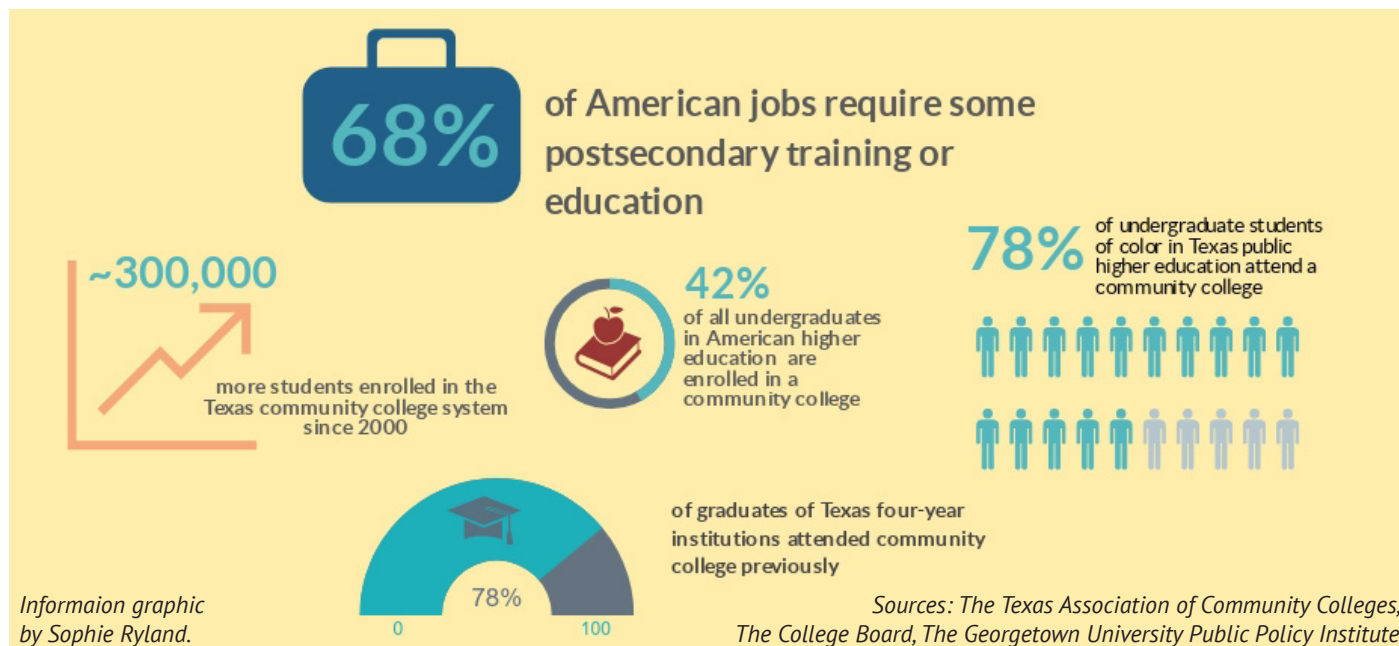 68%
of American jobs require some
postsecondary training or
education
~300,000
more students enrolled in the
Texas community college system
since 2000
42%
of all undergraduates
in American higher
education are
enrolled in a
community college
78%
of undergraduate students
of color in Texas public
higher education attend a
community college
78%
0
100
of graduates of Texas four-year
institutions attended community
college previously
Informaion graphic
by Sophie Ryland.
Sources: The Texas Association of Community Colleges,
The College Board, The Georgetown University Public Policy Institute